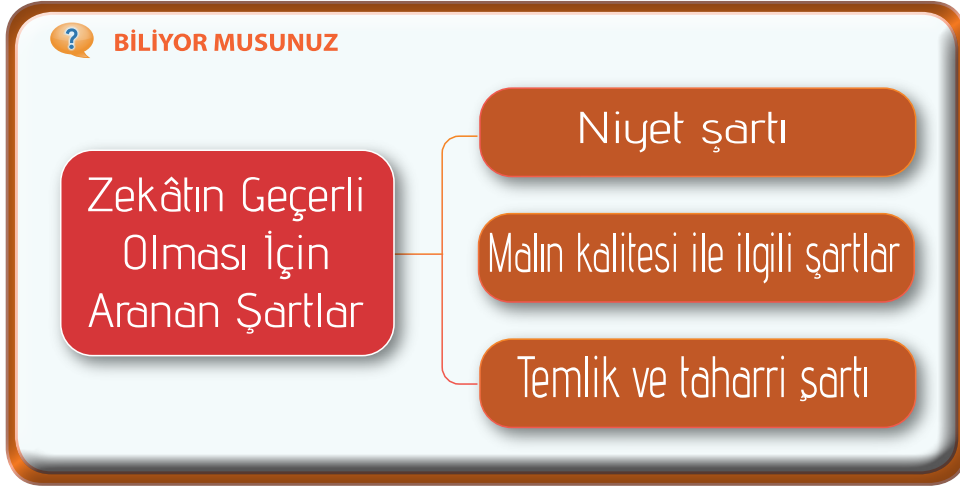 ?
BİLİYOR MUSUNUZ
Zekâtın Geçerli
Olması İçin
Aranan Şartlar
Niyet şartı
Malın kalitesi ile ilgili şartlar
Temlik ve taharri şartı